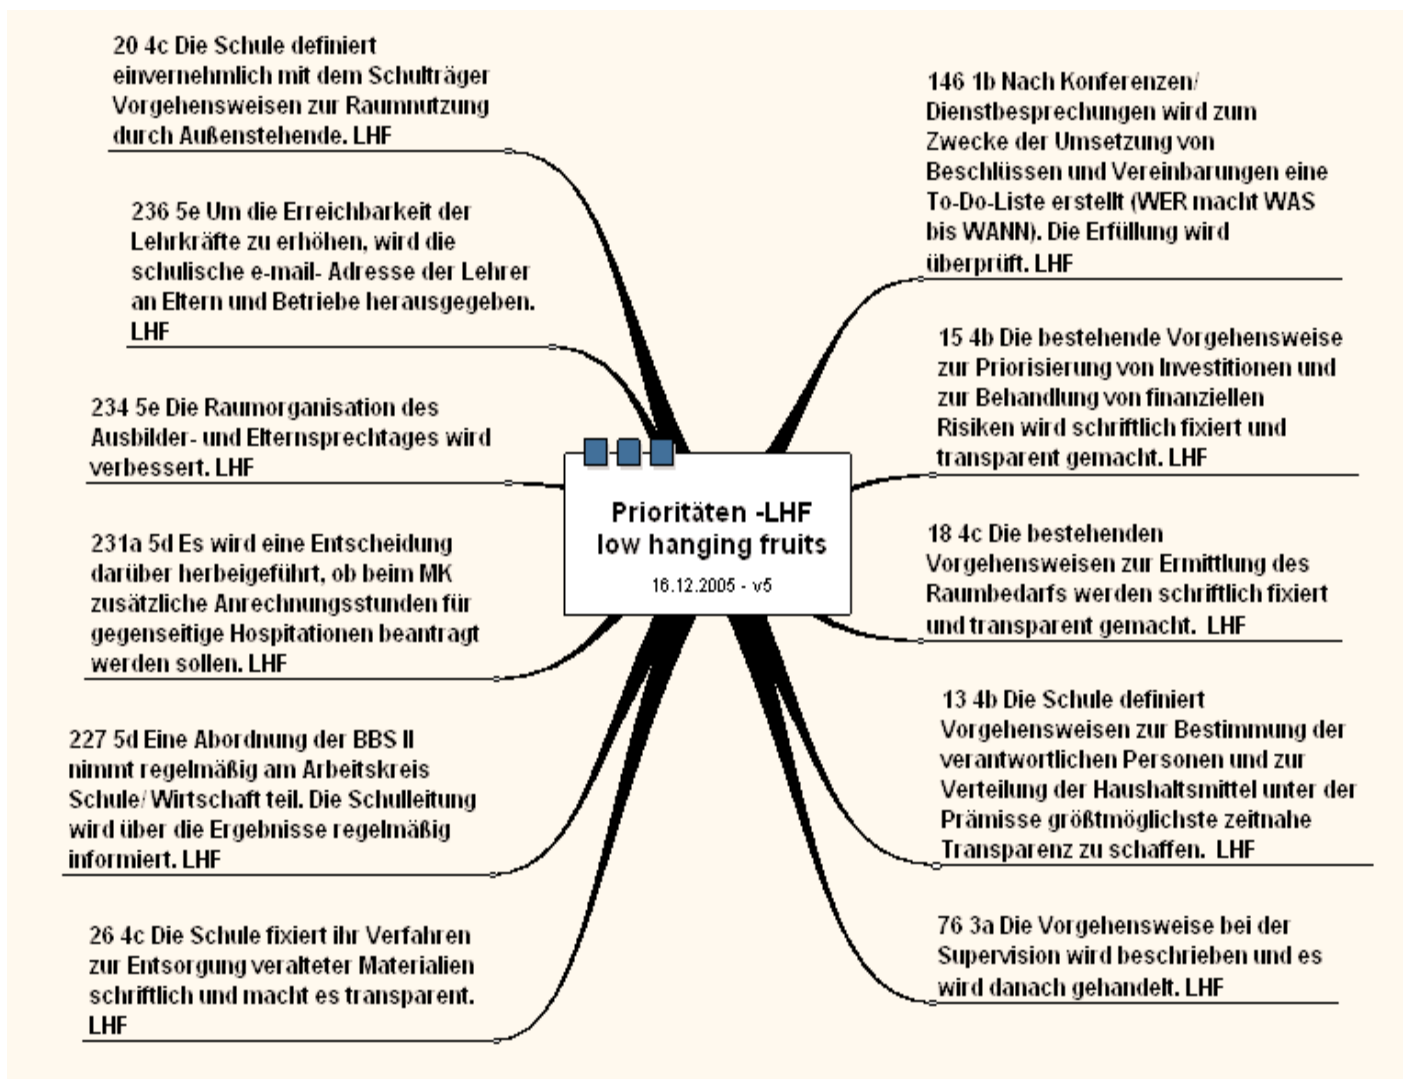 20 4c Die Schule definiert
einvernehmlich mit dem Schulträger
Vorgehensweisen zur Raumnutzung
durch Außenstehende. LHF
236 5e Um die Erreichbarkeit der
Lehrkräfte zu erhöhen, wird die
schulische e-mail- Adresse der Lehrer
an Eltern und Betriebe herausgegeben.
LHF
234 5e Die Raumorganisation des
Ausbilder- und Elternsprechtages wird
verbessert. LHF
231a 5d Es wird eine Entscheidung
darüber herbeigeführt, ob beim MK
zusätzliche Anrechnungsstunden für
gegenseitige Hospitationen beantragt
werden sollen. LHF
227 5d Eine Abordnung der BBS II
nimmt regelmäßig am Arbeitskreis
Schule/ Wirtschaft teil. Die Schulleitung
wird über die Ergebnisse regelmäßig
informiert. LHF
26 4c Die Schule fixiert ihr Verfahren
zur Entsorgung veralteter Materialien
schriftlich und macht es transparent.
LHF
Prioritäten -LHF
low hanging fruits
16.12.2005 - v5
146 1b Nach Konferenzen/
Dienstbesprechungen wird zum
Zwecke der Umsetzung von
Beschlüssen und Vereinbarungen eine
To-Do-Liste erstellt (WER macht WAS
bis WANN). Die Erfüllung wird
überprüft. LHF
15 4b Die bestehende Vorgehensweise
zur Priorisierung von Investitionen und
zur Behandlung von finanziellen
Risiken wird schriftlich fixiert und
transparent gemacht. LHF
18 4c Die bestehenden
Vorgehensweisen zur Ermittlung des
Raumbedarfs werden schriftlich fixiert
und transparent gemacht.  LHF
13 4b Die Schule definiert
Vorgehensweisen zur Bestimmung der
verantwortlichen Personen und zur
Verteilung der Haushaltsmittel unter der
Prämisse größtmöglichste zeitnahe
Transparenz zu schaffen.  LHF
76 3a Die Vorgehensweise bei der
Supervision wird beschrieben und es
wird danach gehandelt. LHF